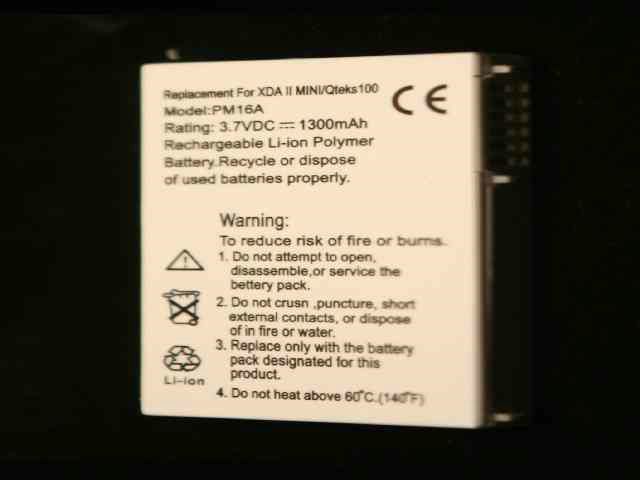 Replacement For XDA II MINI/Qteks100
Model:PM16A
Rating: 3.7VDC ⎓ 1300mAh
Rechargeable Li-ion Polymer
Battery.Recycle or dispose
of used batteries properly.
CE
Warning:
To reduce risk of fire or burns.
1. Do not attempt to open,
disassemble,or service the
battery pack.
2. Do not crusn ,puncture, short
external contacts, or dispose
of in fire or water.
3. Replace only with the battery
pack designated for this
product.
Li-ion
4. Do not heat above 60°C.(140°F)